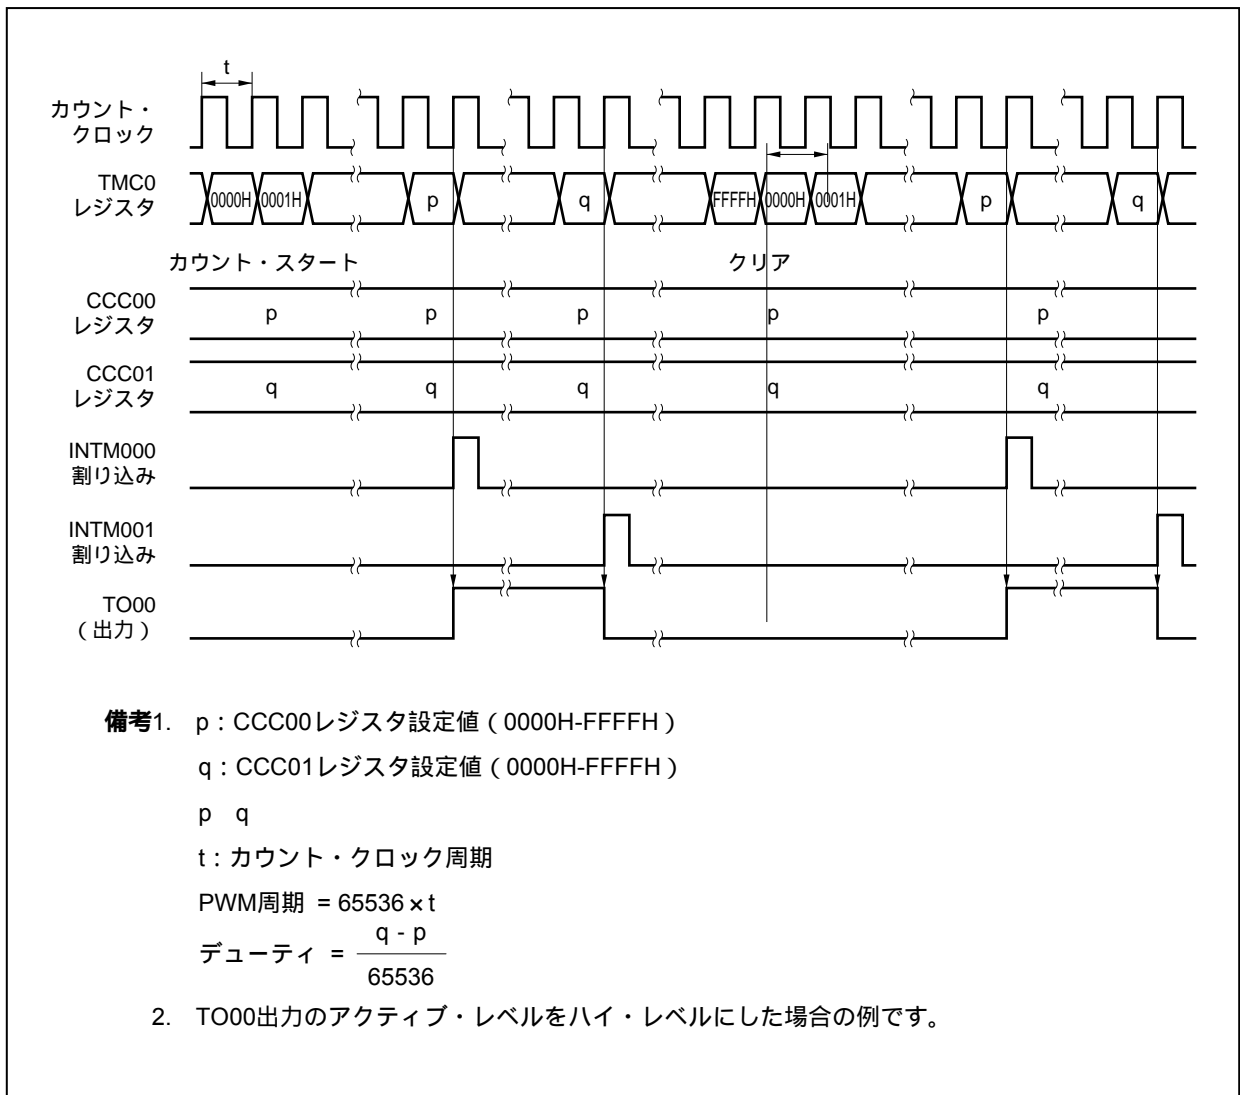 t
カウント・
クロック
TMC0
レジスタ
0000H 0001H p q FFFFH 0000H 0001H p q
カウント・スタート クリア
CCC00
レジスタ
p p p p p
CCC01
レジスタ
q q q q q
INTM000
割り込み
INTM001
割り込み
TO00
（出力）
備考1. p：CCC00レジスタ設定値（0000H-FFFFH）
q：CCC01レジスタ設定値（0000H-FFFFH）
p q
t：カウント・クロック周期
PWM周期 = 65536×t
デューティ = q - p
65536
2. TO00出力のアクティブ・レベルをハイ・レベルにした場合の例です。